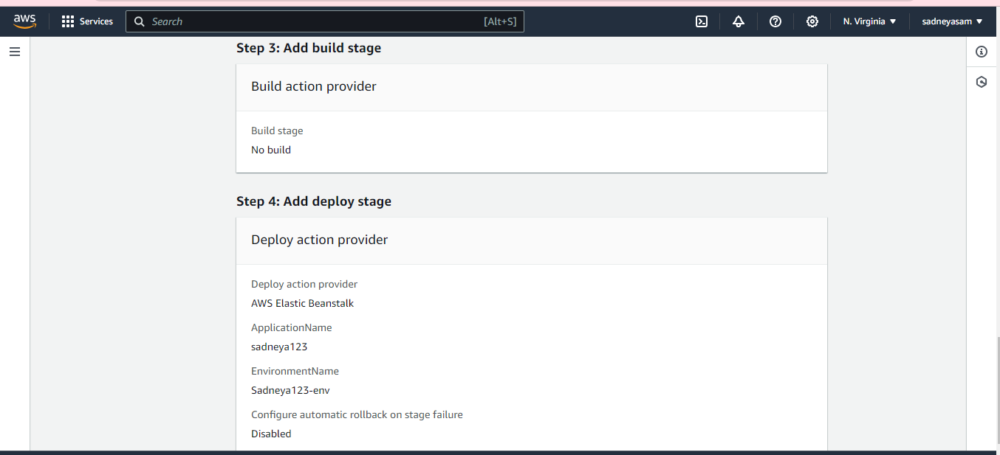 aws Services Search [Alt+S] N. Virginia sadneyasam
Step 3: Add build stage
Build action provider
Build stage
No build
Step 4: Add deploy stage
Deploy action provider
Deploy action provider
AWS Elastic Beanstalk
ApplicationName
sadneya123
EnvironmentName
Sadneya123-env
Configure automatic rollback on stage failure
Disabled